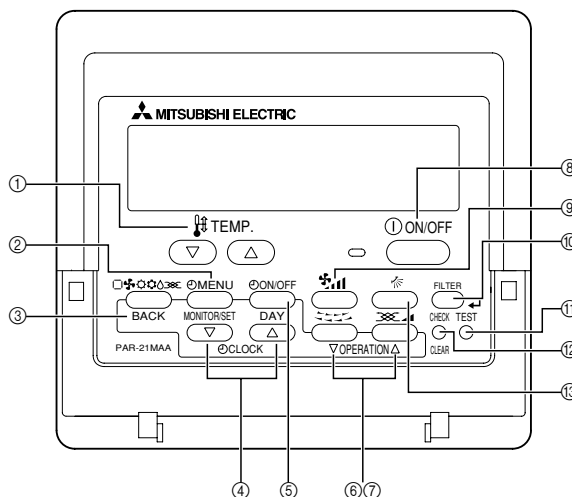 MITSUBISHI ELECTRIC
⑧
① ⑨
TEMP. ON/OFF
② ⑩
MENU ON/OFF FILTER
③ BACK MONITOR/SET DAY CHECK TEST ⑪
PAR-21MAA CLOCK ▽OPERATION△ CLEAR ⑫
⑬
④ ⑤ ⑥⑦